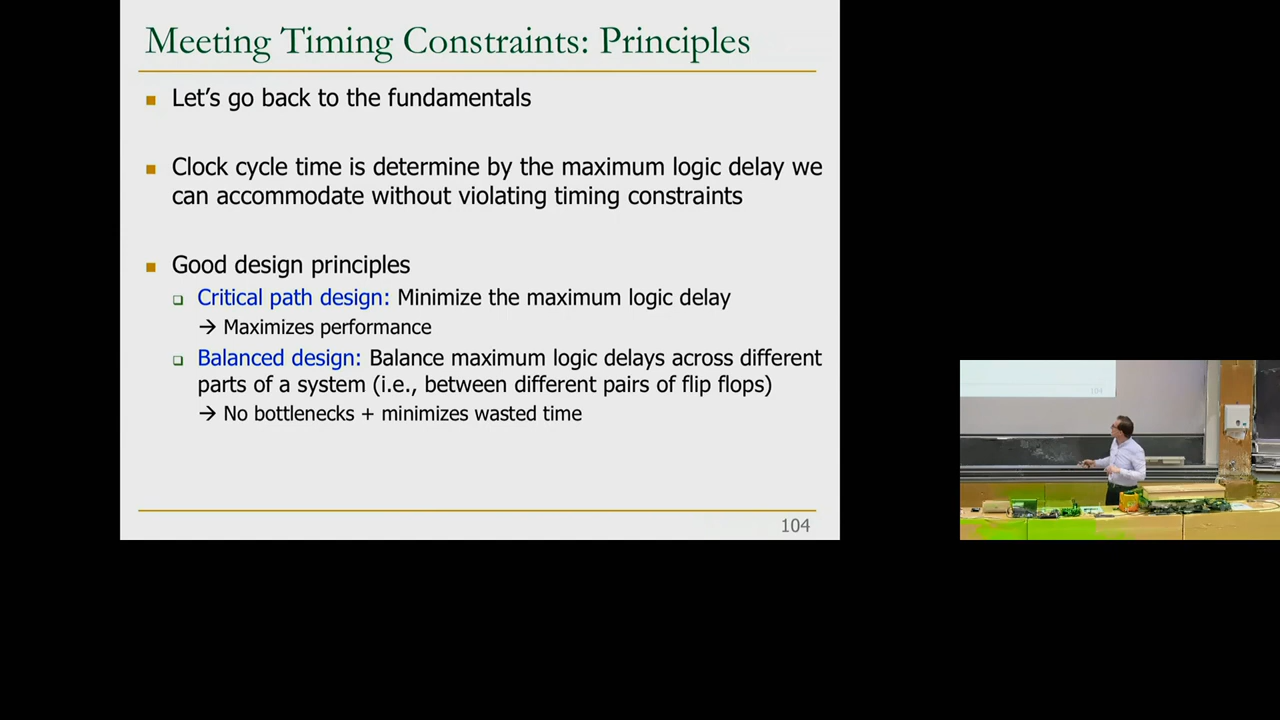 Meeting Timing Constraints: Principles
Let's go back to the fundamentals
Clock cycle time is determine by the maximum logic delay we
can accommodate without violating timing constraints
Good design principles
Critical path design: Minimize the maximum logic delay
→ Maximizes performance
Balanced design: Balance maximum logic delays across different
parts of a system (i.e., between different pairs of flip flops)
→ No bottlenecks + minimizes wasted time
104
104